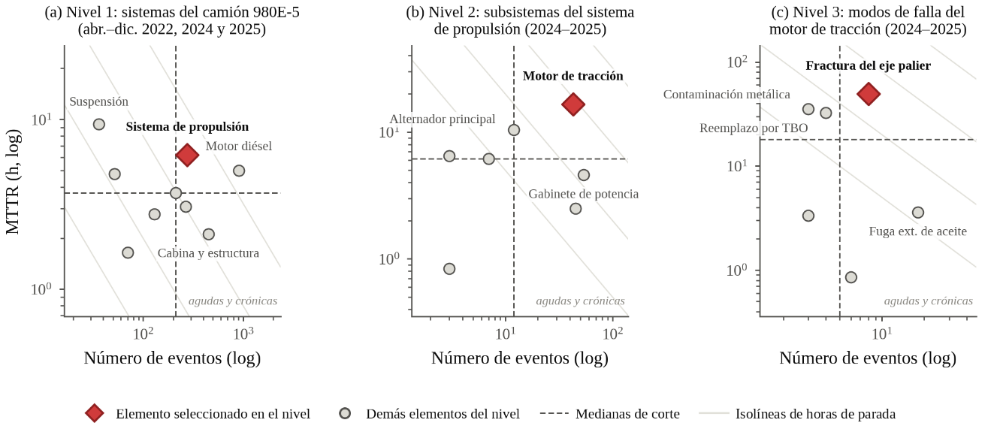 (a) Nivel 1: sistemas del camión 980E-5
(abr.–dic. 2022, 2024 y 2025)
MTTR (h, log)
10¹
10⁰
Suspensión
Sistema de propulsión
Motor diésel
Cabina y estructura
agudas y crónicas
10²
10³
Número de eventos (log)
(b) Nivel 2: subsistemas del sistema
de propulsión (2024–2025)
10¹
10⁰
Motor de tracción
Alternador principal
Gabinete de potencia
agudas y crónicas
10¹
10²
Número de eventos (log)
(c) Nivel 3: modos de falla del
motor de tracción (2024–2025)
10²
10¹
10⁰
Fractura del eje palier
Contaminación metálica
Reemplazo por TBO
Fuga ext. de aceite
agudas y crónicas
10¹
Número de eventos (log)
Elemento seleccionado en el nivel
Demás elementos del nivel
Medianas de corte
Isolíneas de horas de parada